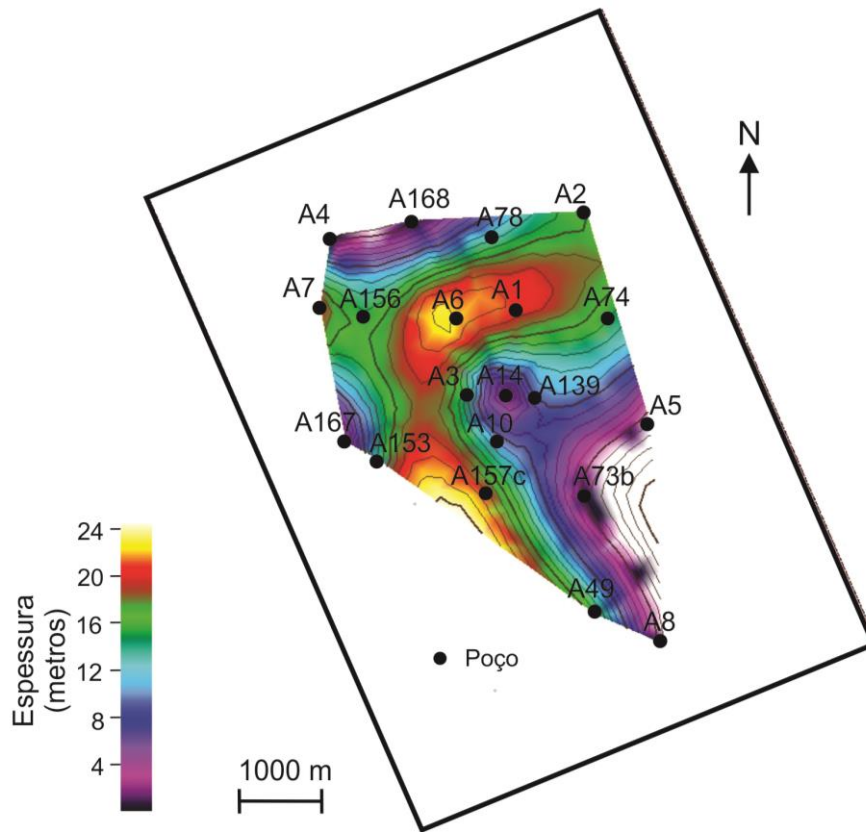 N
A2
A168
A78
A4
A7
A156
A6
A1
A74
A3
A14
A139
A5
A167
A10
A153
A157c
A73b
24
20
16
12
8
4
Espessura
(metros)
A49
A8
Poço
1000 m